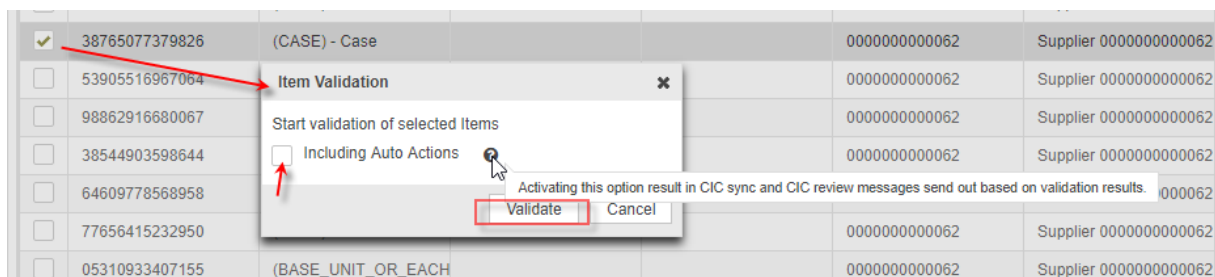 38765077379826 (CASE) - Case 0000000000062 Supplier 0000000000062
53905516967064 Item Validation 0000000000062 Supplier 0000000000062
98862916680067 Start validation of selected Items 0000000000062 Supplier 0000000000062
38544903598644 Including Auto Actions ? 0000000000062 Supplier 0000000000062
64609778568958 Activating this option result in CIC sync and CIC review messages send out based on validation results. 000062
77656415232950 Validate Cancel 0000000000062 Supplier 0000000000062
05310933407155 (BASE_UNIT_OR_EACH 0000000000062 Supplier 0000000000062